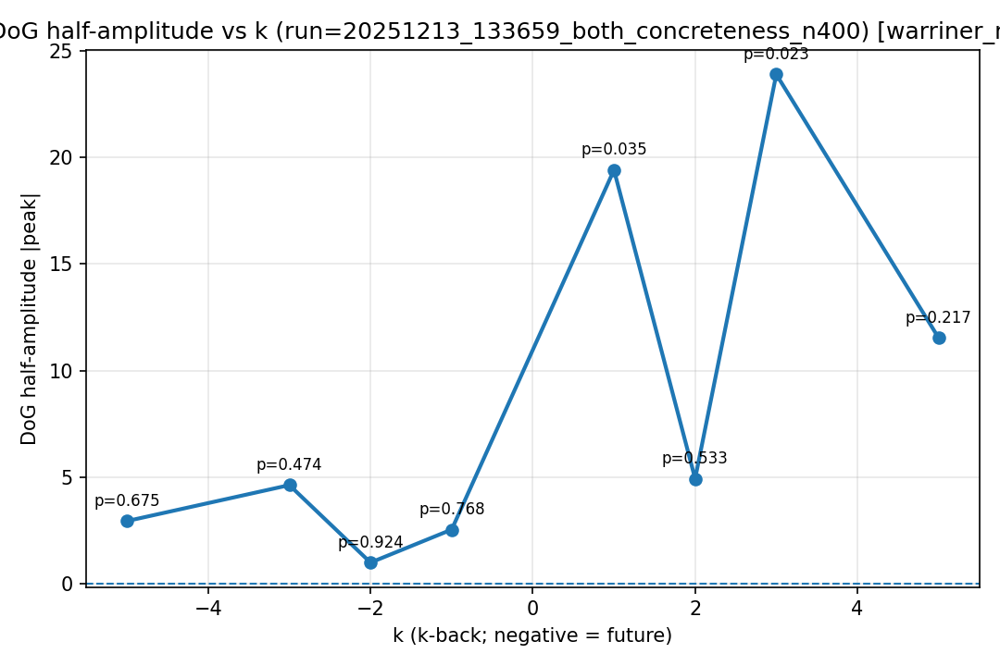 DoG half-amplitude vs k (run=20251213_133659_both_concreteness_n400) [warriner_
25
p=0.023
p=0.035
20
15
DoG half-amplitude |peak|
p=0.217
10
p=0.474
p=0.533
p=0.675
5
p=0.768
p=0.924
0
−4
−2
0
2
4
k (k-back; negative = future)